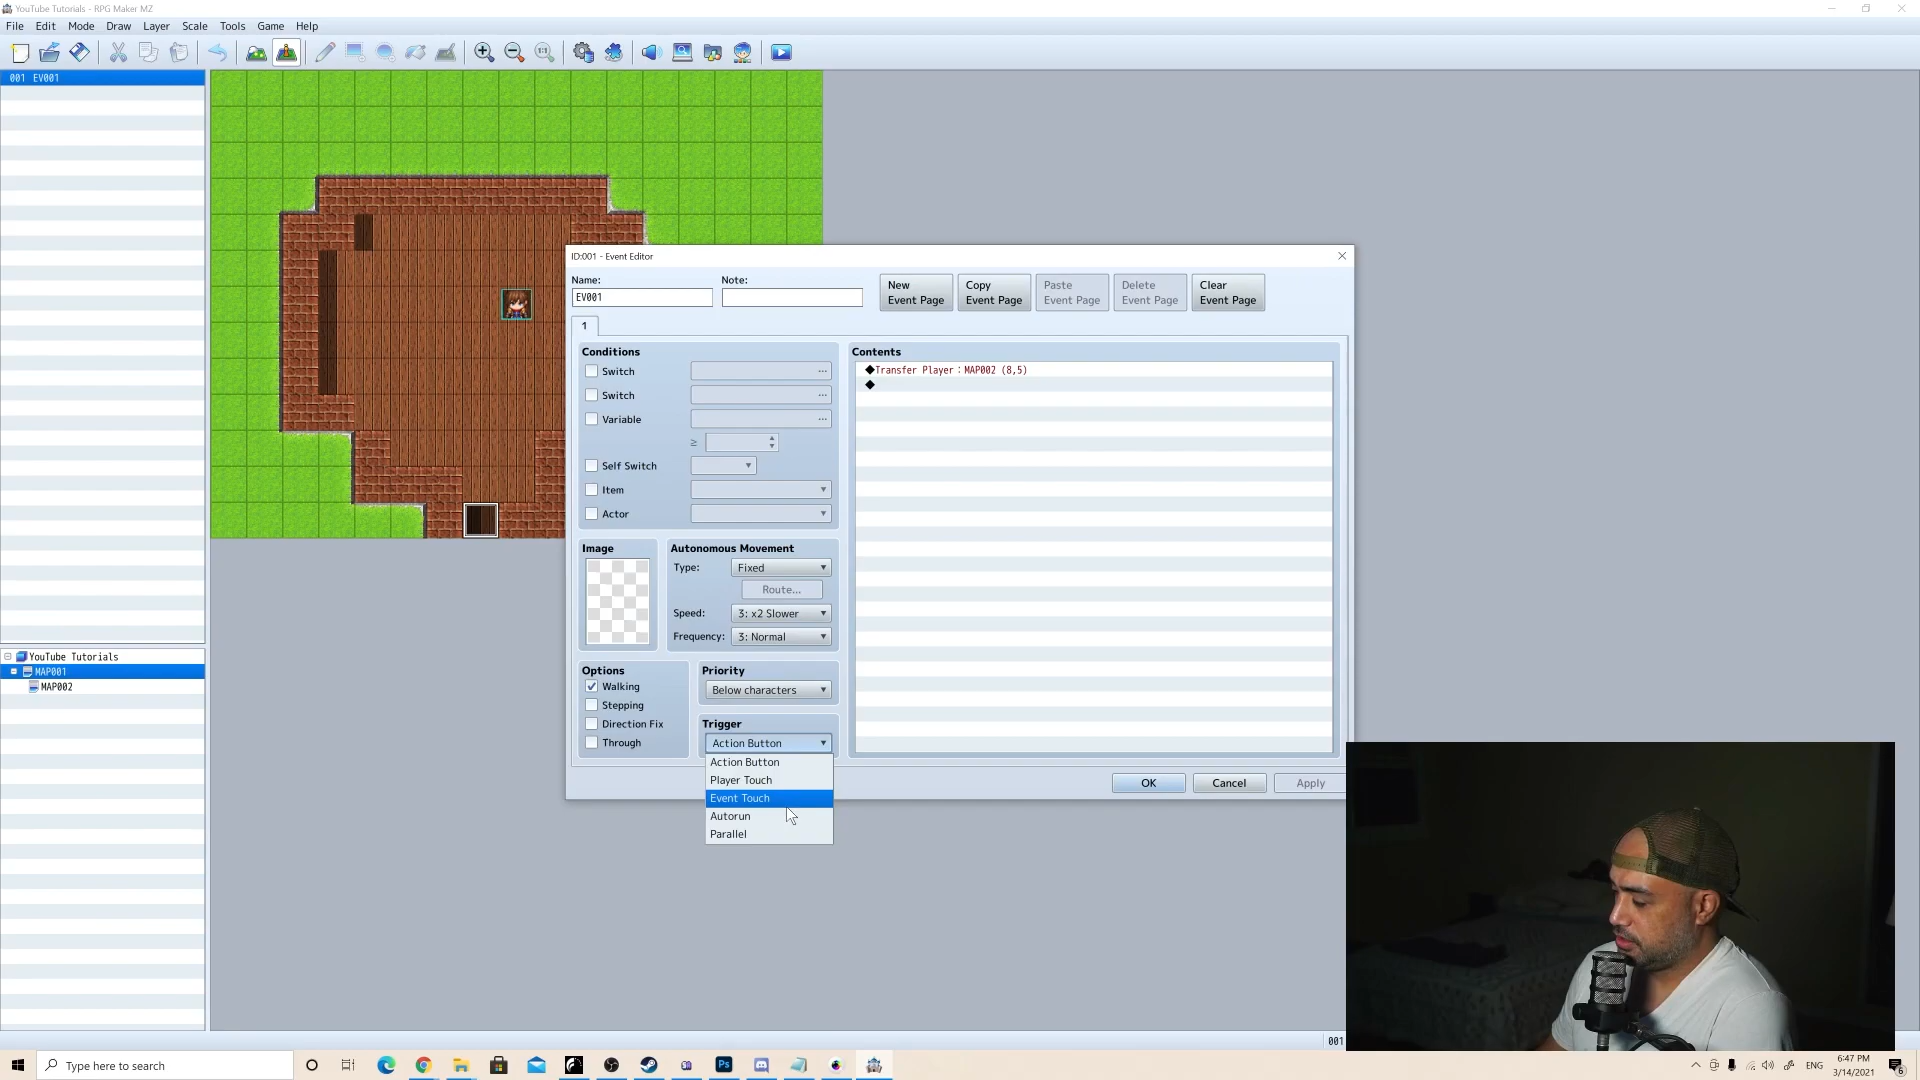 YouTube Tutorials - RPG Maker MZ
File Edit Mode Draw Layer Scale Tools Game Help
1:1
001 EV001
ID:001 - Event Editor
Name: Note:
EV001
New Event Page
Copy Event Page
Paste Event Page
Delete Event Page
Clear Event Page
1
Conditions
Switch ...
Switch ...
Variable ...
≥
Self Switch
Item
Actor
Contents
◆Transfer Player：MAP002 (8,5)
◆
Image
Autonomous Movement
Type: Fixed
Route...
Speed: 3: x2 Slower
Frequency: 3: Normal
Options
Walking
Stepping
Direction Fix
Through
Priority
Below characters
Trigger
Action Button
Action Button
Player Touch
Event Touch
Autorun
Parallel
OK Cancel Apply
YouTube Tutorials
MAP001
MAP002
001
Type here to search
Ps
ENG
6:47 PM
3/14/2021
6